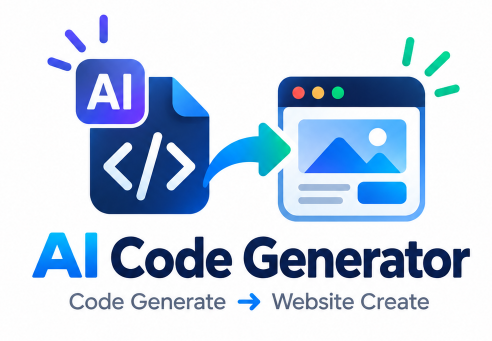 AI
</>
AI Code Generator
Code Generate → Website Create